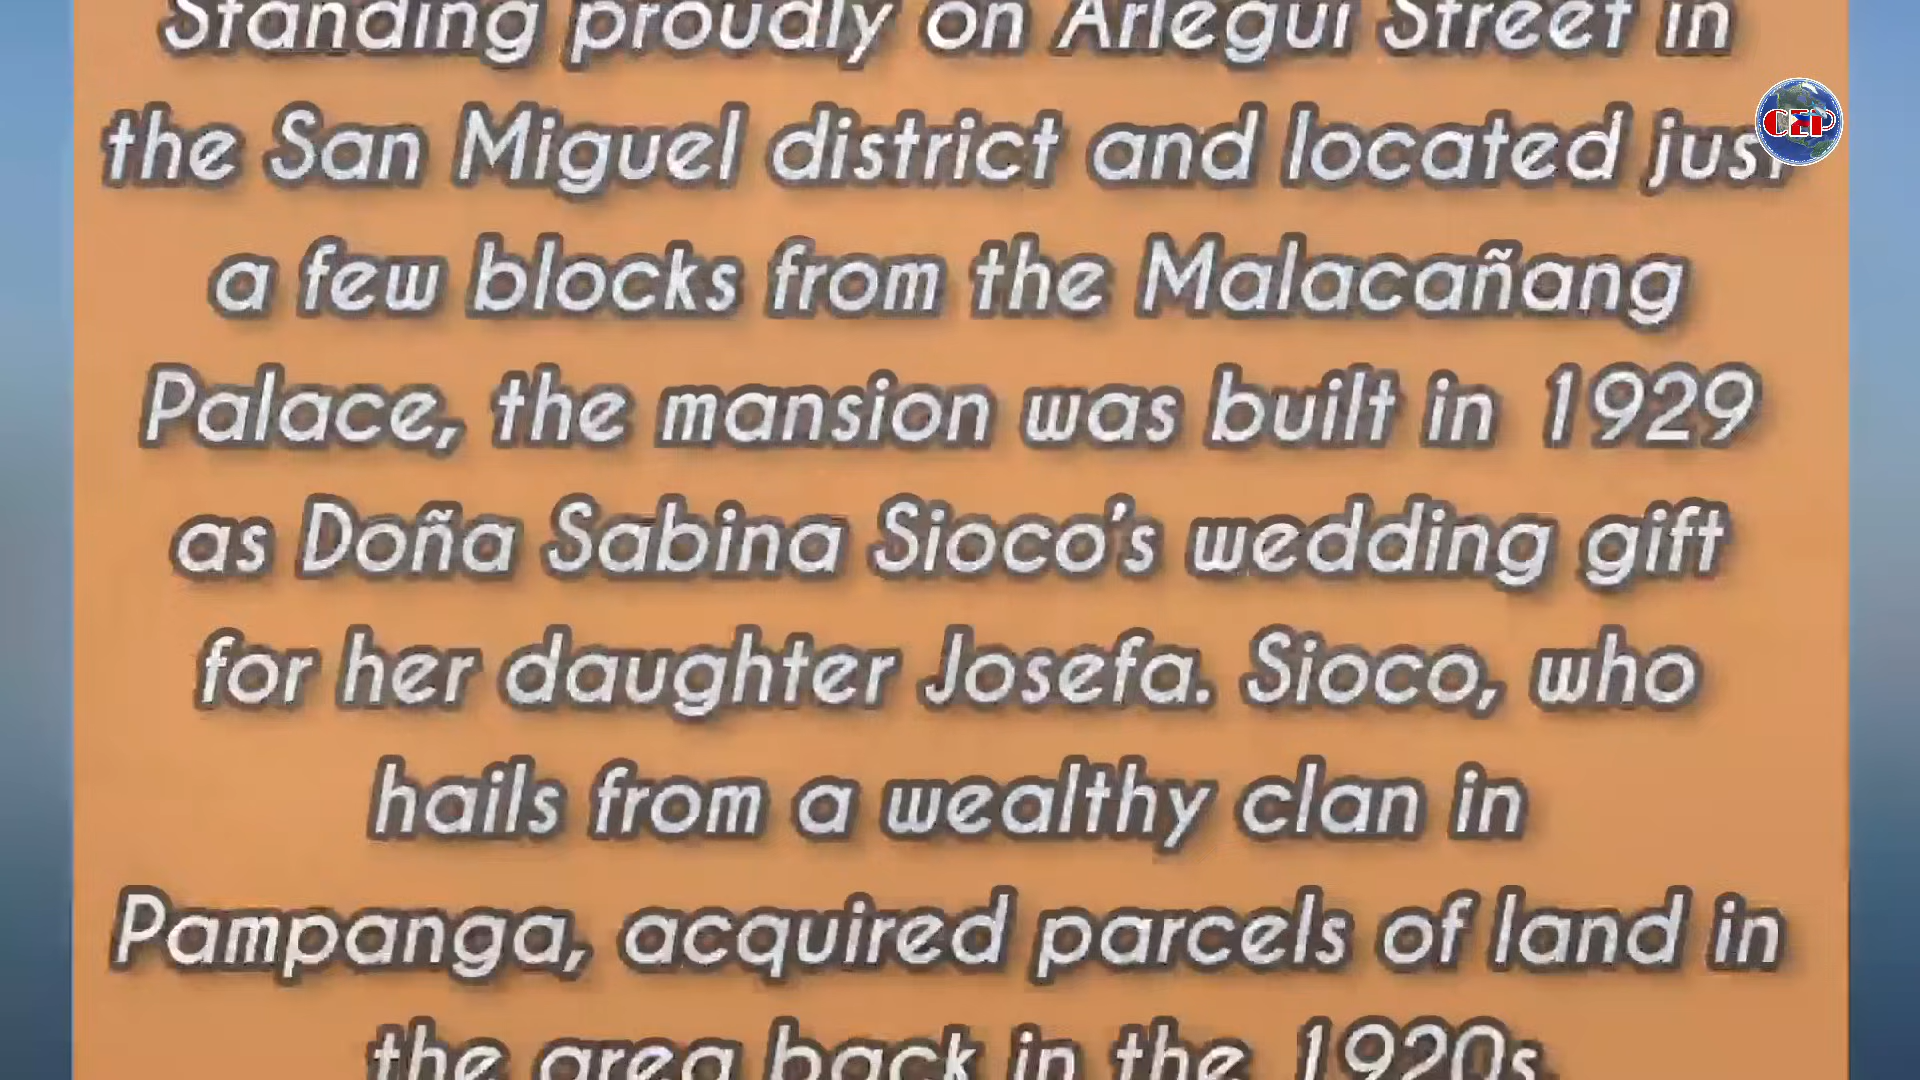 Standing proudly on Arlegui Street in
the San Miguel district and located just
a few blocks from the Malacañang
Palace, the mansion was built in 1929
as Doña Sabina Sioco's wedding gift
for her daughter Josefa. Sioco, who
hails from a wealthy clan in
Pampanga, acquired parcels of land in
the area back in the 1920s.
CEP